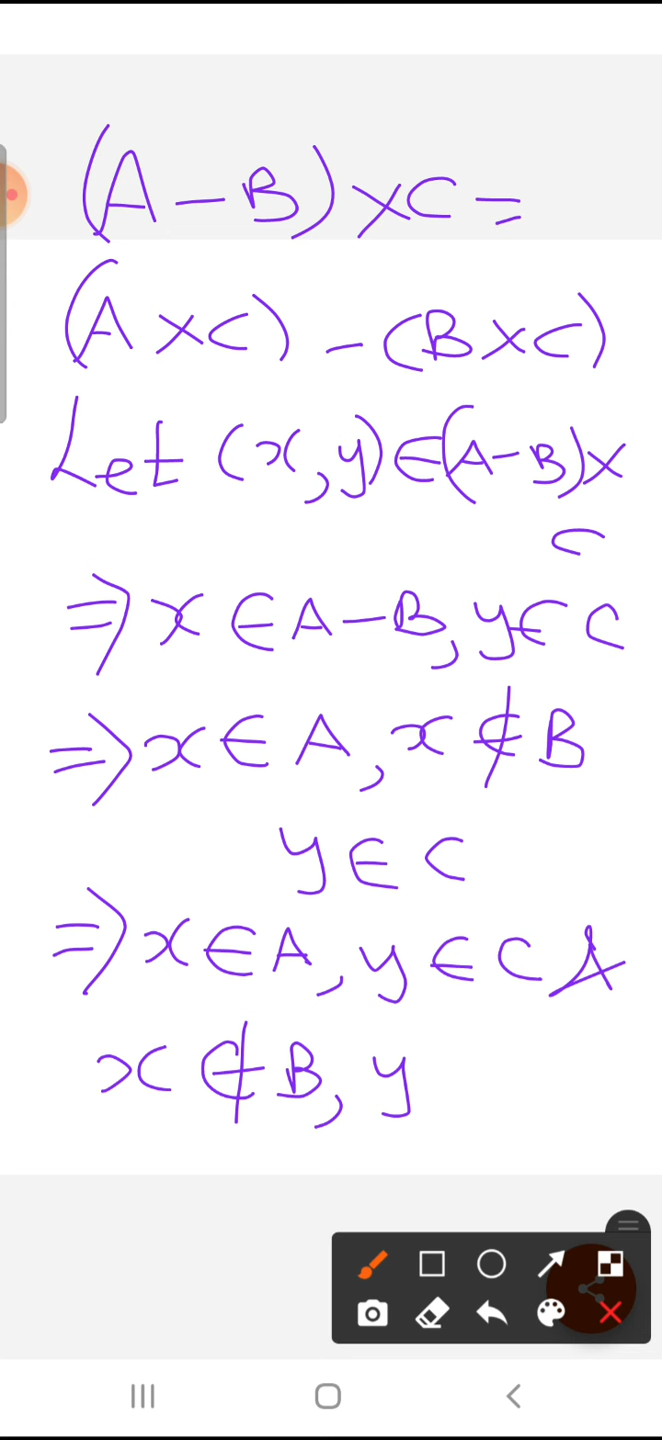 (A-B)×C=
(A×C)-(B×C)
Let (x,y)∈(A-B)×
C
⇒x∈A-B,y∈C
⇒x∈A,x∉B
y∈C
⇒x∈A,y∈C
x∉B,y